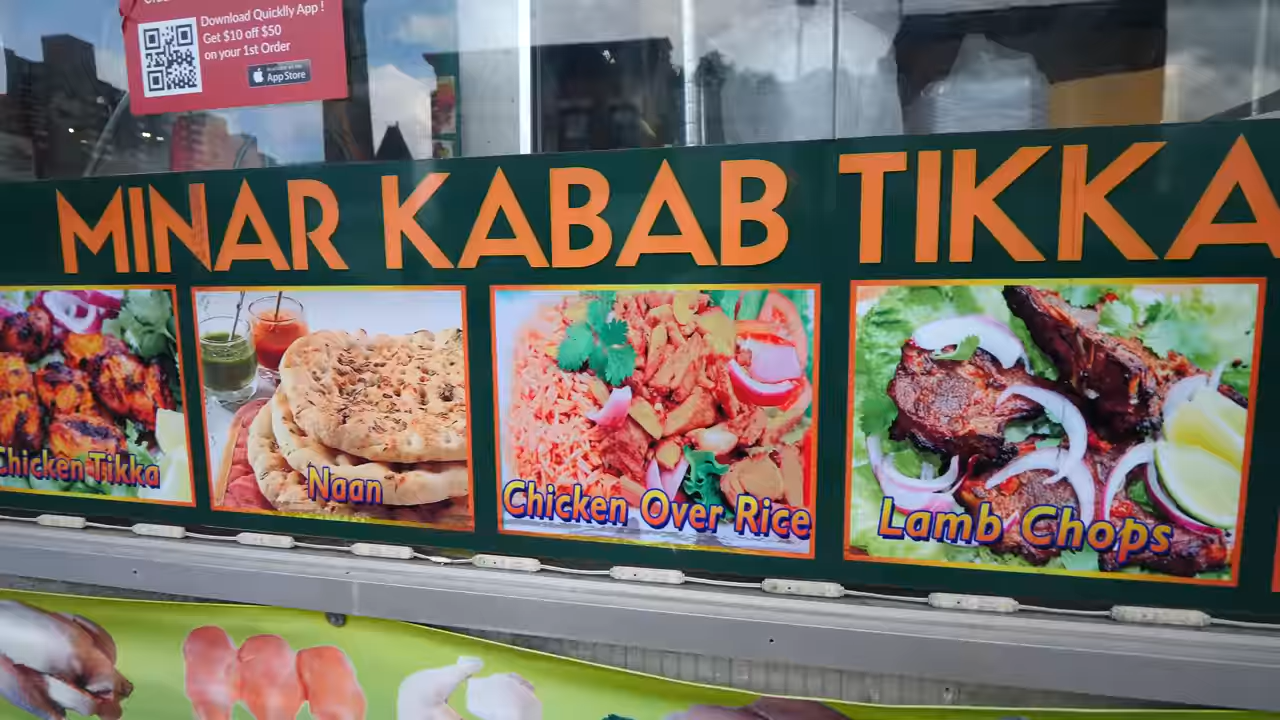 Download Quicklly App !
Get $10 off $50
on your 1st Order
App Store
MINAR KABAB TIKKA
Chicken Tikka
Naan
Chicken Over Rice
Lamb Chops